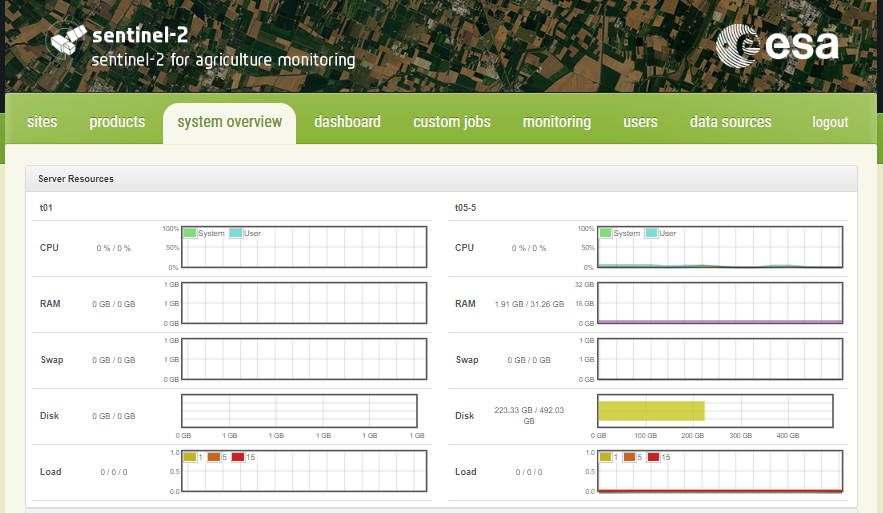 sentinel-2
sentinel-2 for agriculture monitoring
esa
sites products system overview dashboard custom jobs monitoring users data sources logout
Server Resources
t01
CPU 0 % / 0 %
100%
50%
0%
System User
RAM 0 GB / 0 GB
1 GB
1 GB
0 GB
Swap 0 GB / 0 GB
1 GB
1 GB
0 GB
Disk 0 GB / 0 GB
0 GB 1 GB 1 GB 1 GB 1 GB 1 GB
Load 0 / 0 / 0
1.0
0.5
0.0
1 5 15
t05-5
CPU 0 % / 0 %
100%
50%
0%
System User
RAM 1.91 GB / 31.26 GB
32 GB
16 GB
0 GB
Swap 0 GB / 0 GB
1 GB
1 GB
0 GB
Disk 223.33 GB / 492.03
GB
0 GB 100 GB 200 GB 300 GB 400 GB
Load 0 / 0 / 0
1.0
0.5
0.0
1 5 15